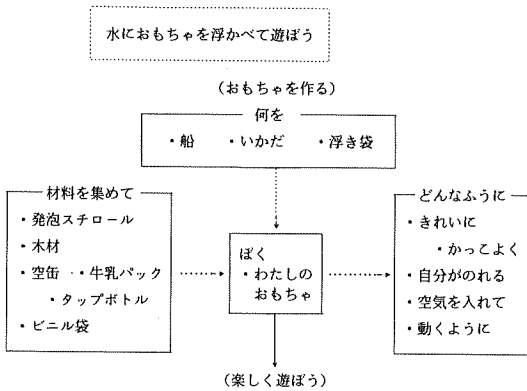 水におもちゃを浮かべて遊ぼう
(おもちゃを作る)
何を
・船 ・いかだ ・浮き袋
材料を集めて
・発泡スチロール
・木材
・空缶 ・牛乳パック
・タップボトル
・ビニル袋
ぼく
・わたしの
おもちゃ
どんなふうに
・きれいに
・かっこよく
・自分がのれる
・空気を入れて
・動くように
(楽しく遊ぼう)